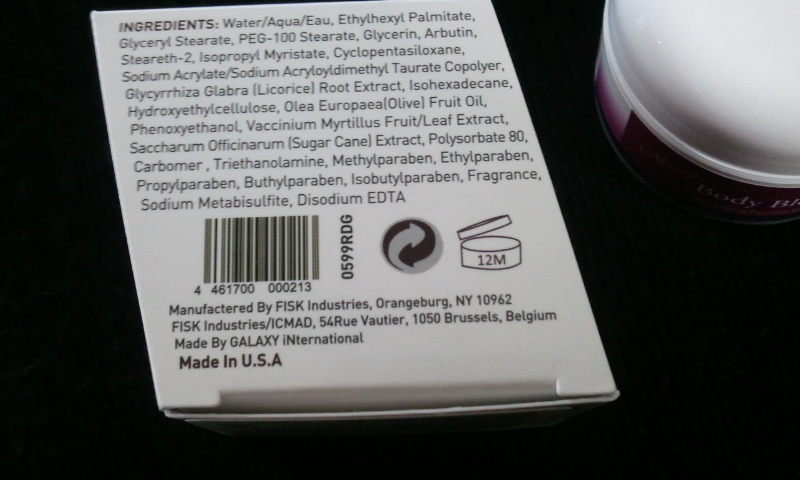 INGREDIENTS: Water/Aqua/Eau, Ethylhexyl Palmitate,
Glyceryl Stearate, PEG-100 Stearate, Glycerin, Arbutin,
Steareth-2, Isopropyl Myristate, Cyclopentasiloxane,
Sodium Acrylate/Sodium Acryloyldimethyl Taurate Copolyer,
Glycyrrhiza Glabra (Licorice) Root Extract, Isohexadecane,
Hydroxyethylcellulose, Olea Europaea(Olive) Fruit Oil,
Phenoxyethanol, Vaccinium Myrtillus Fruit/Leaf Extract,
Saccharum Officinarum (Sugar Cane) Extract, Polysorbate 80,
Carbomer , Triethanolamine, Methylparaben, Ethylparaben,
Propylparaben, Buthylparaben, Isobutylparaben, Fragrance,
Sodium Metabisulfite, Disodium EDTA
4 461700 000213
0599RDG
12M
Manufactered By FISK Industries, Orangeburg, NY 10962
FISK Industries/ICMAD, 54Rue Vautier, 1050 Brussels, Belgium
Made By GALAXY iNternational
Made In U.S.A
Body